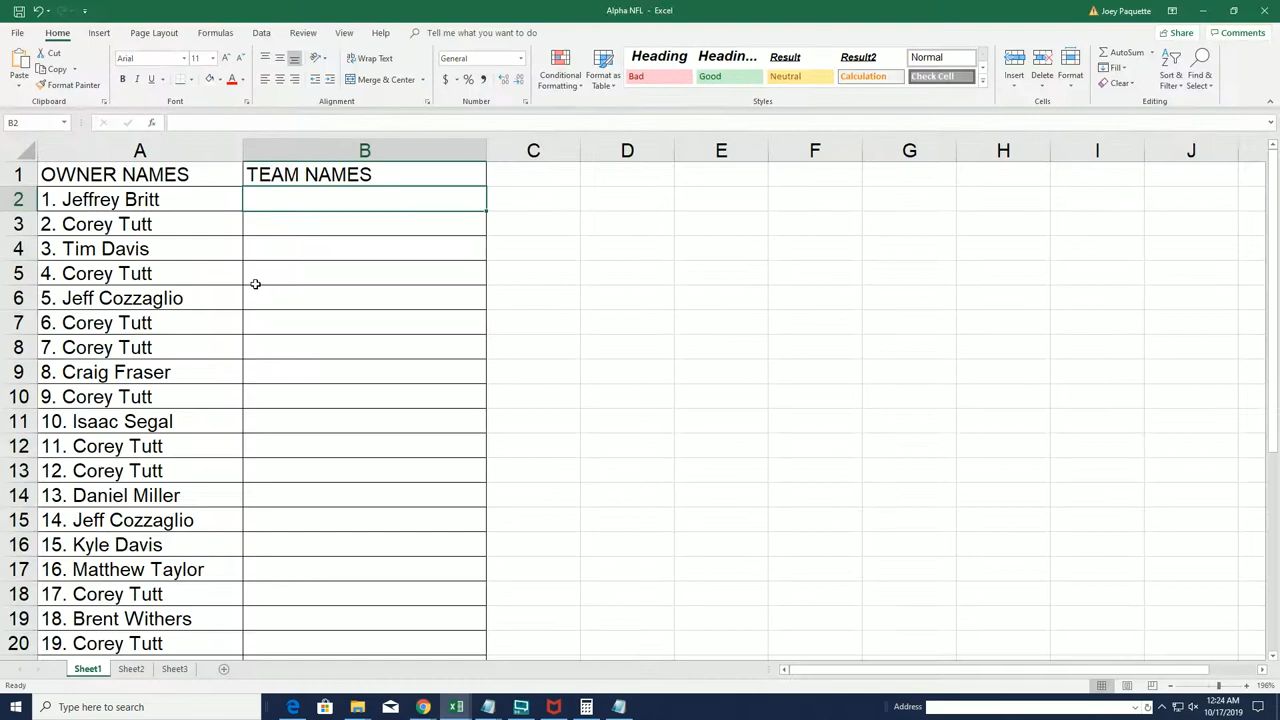 Alpha NFL - Excel
Joey Paquette
File Home Insert Page Layout Formulas Data Review View Help Tell me what you want to do
Share Comments
Paste
Cut
Copy
Format Painter
Clipboard
Arial 11
B I U
Font
Wrap Text
Merge & Center
Alignment
General
$ % ,
Number
Conditional Formatting
Format as Table
Heading Headin... Result Result2 Normal
Bad Good Neutral Calculation Check Cell
Styles
Insert Delete Format
Cells
AutoSum
Fill
Clear
Sort & Filter
Find & Select
Editing
B2
fx
A B C D E F G H I J
1 OWNER NAMES TEAM NAMES
2 1. Jeffrey Britt
3 2. Corey Tutt
4 3. Tim Davis
5 4. Corey Tutt
6 5. Jeff Cozzaglio
7 6. Corey Tutt
8 7. Corey Tutt
9 8. Craig Fraser
10 9. Corey Tutt
11 10. Isaac Segal
12 11. Corey Tutt
13 12. Corey Tutt
14 13. Daniel Miller
15 14. Jeff Cozzaglio
16 15. Kyle Davis
17 16. Matthew Taylor
18 17. Corey Tutt
19 18. Brent Withers
20 19. Corey Tutt
Sheet1 Sheet2 Sheet3
Ready
196%
Type here to search
Address
12:24 AM
10/17/2019